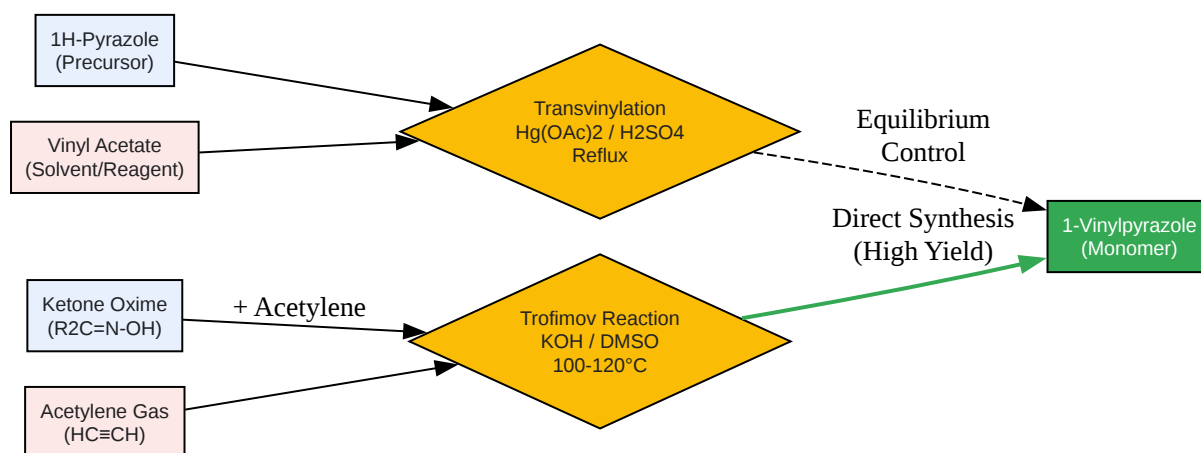 1H-Pyrazole
(Precursor)
Vinyl Acetate
(Solvent/Reagent)
Transvinylation
Hg(OAc)2 / H2SO4
Reflux
Equilibrium
Control
Direct Synthesis
(High Yield)
1-Vinylpyrazole
(Monomer)
Ketone Oxime
(R2C=N-OH)
+ Acetylene
Trofimov Reaction
KOH / DMSO
100-120°C
Acetylene Gas
(HC≡CH)